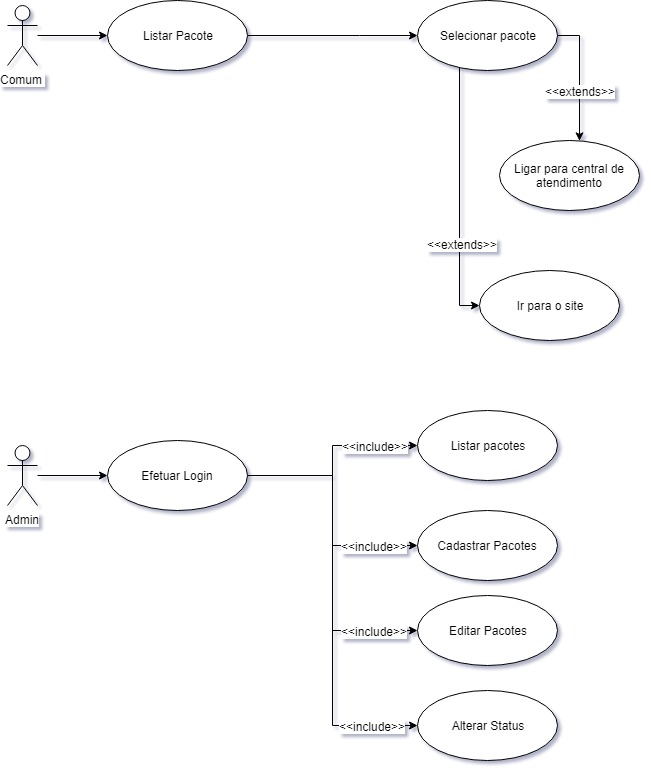 Comum
Listar Pacote
Selecionar pacote
<<extends>>
Ligar para central de
atendimento
<<extends>>
Ir para o site
Admin
Efetuar Login
<<include>>
Listar pacotes
<<include>>
Cadastrar Pacotes
<<include>>
Editar Pacotes
<<include>>
Alterar Status